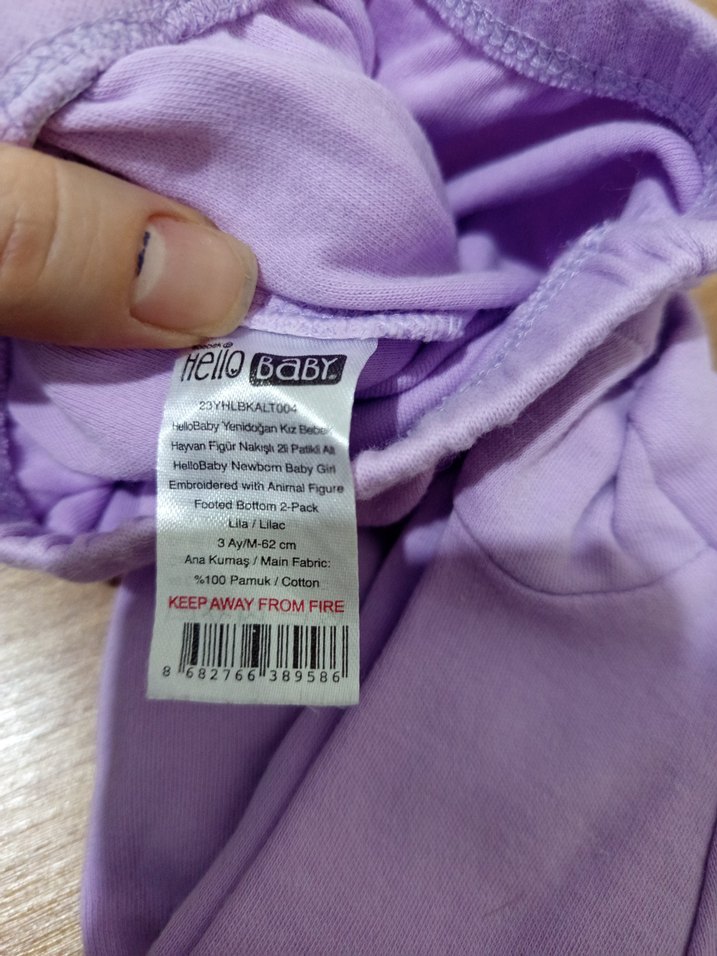 Hello BABY
23YHLBKALT004
HelloBaby Yenidoğan Kız Bebek
Hayvan Figür Nakışlı 2li Patikli Alt
HelloBaby Newborn Baby Girl
Embroidered with Animal Figure
Footed Bottom 2-Pack
Lila / Lilac
3 Ay/M-62 cm
Ana Kumaş / Main Fabric:
%100 Pamuk / Cotton
KEEP AWAY FROM FIRE
8 682766 389586